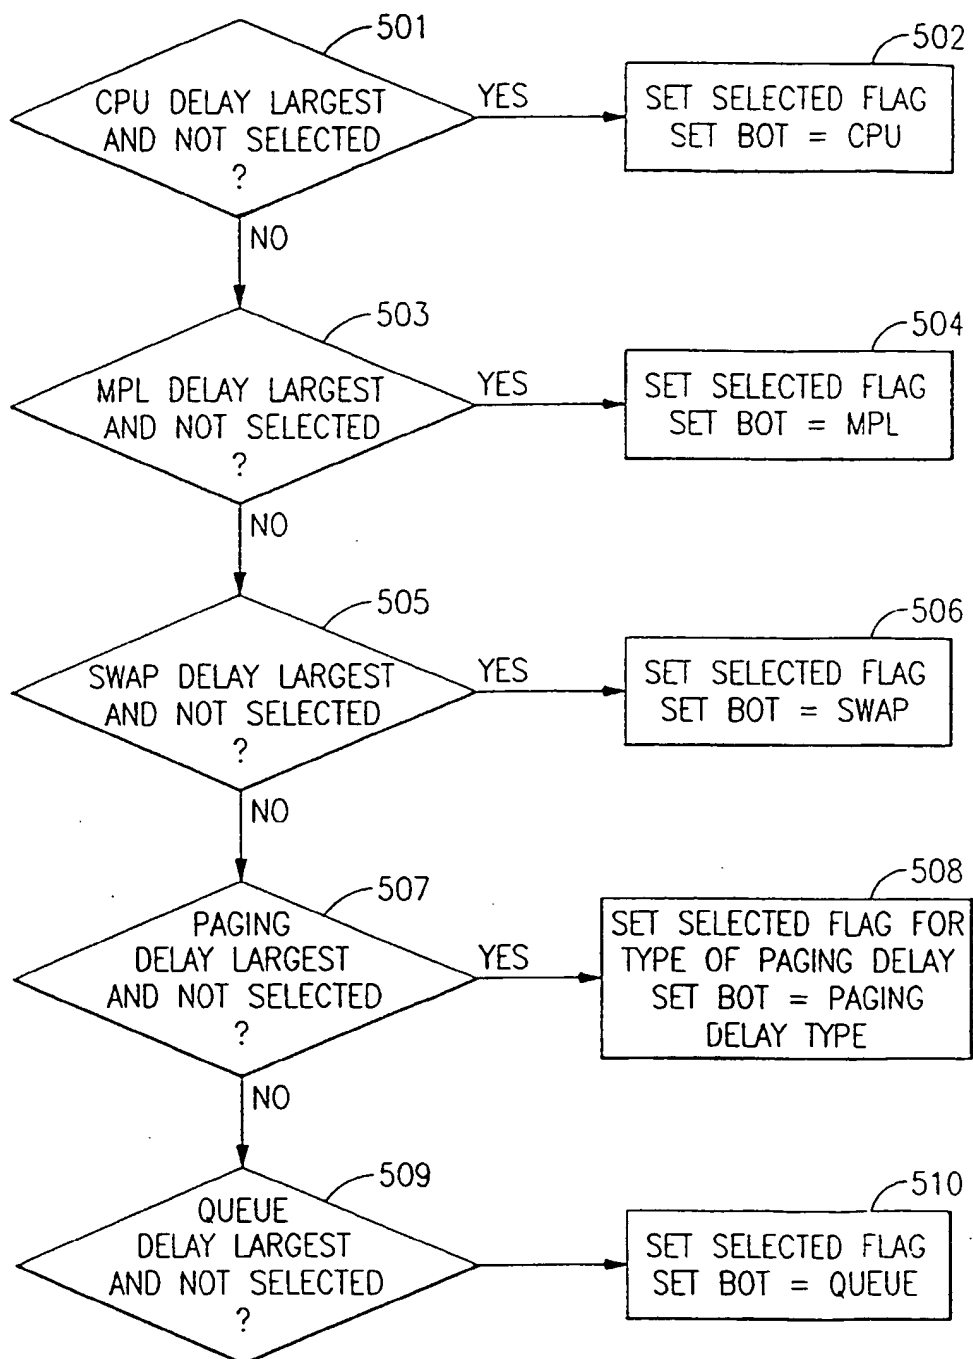 501
CPU DELAY LARGEST
AND NOT SELECTED
?
YES
502
SET SELECTED FLAG
SET BOT = CPU
NO
503
MPL DELAY LARGEST
AND NOT SELECTED
?
YES
504
SET SELECTED FLAG
SET BOT = MPL
NO
505
SWAP DELAY LARGEST
AND NOT SELECTED
?
YES
506
SET SELECTED FLAG
SET BOT = SWAP
NO
507
PAGING
DELAY LARGEST
AND NOT SELECTED
?
YES
508
SET SELECTED FLAG FOR
TYPE OF PAGING DELAY
SET BOT = PAGING
DELAY TYPE
NO
509
QUEUE
DELAY LARGEST
AND NOT SELECTED
?
510
SET SELECTED FLAG
SET BOT = QUEUE